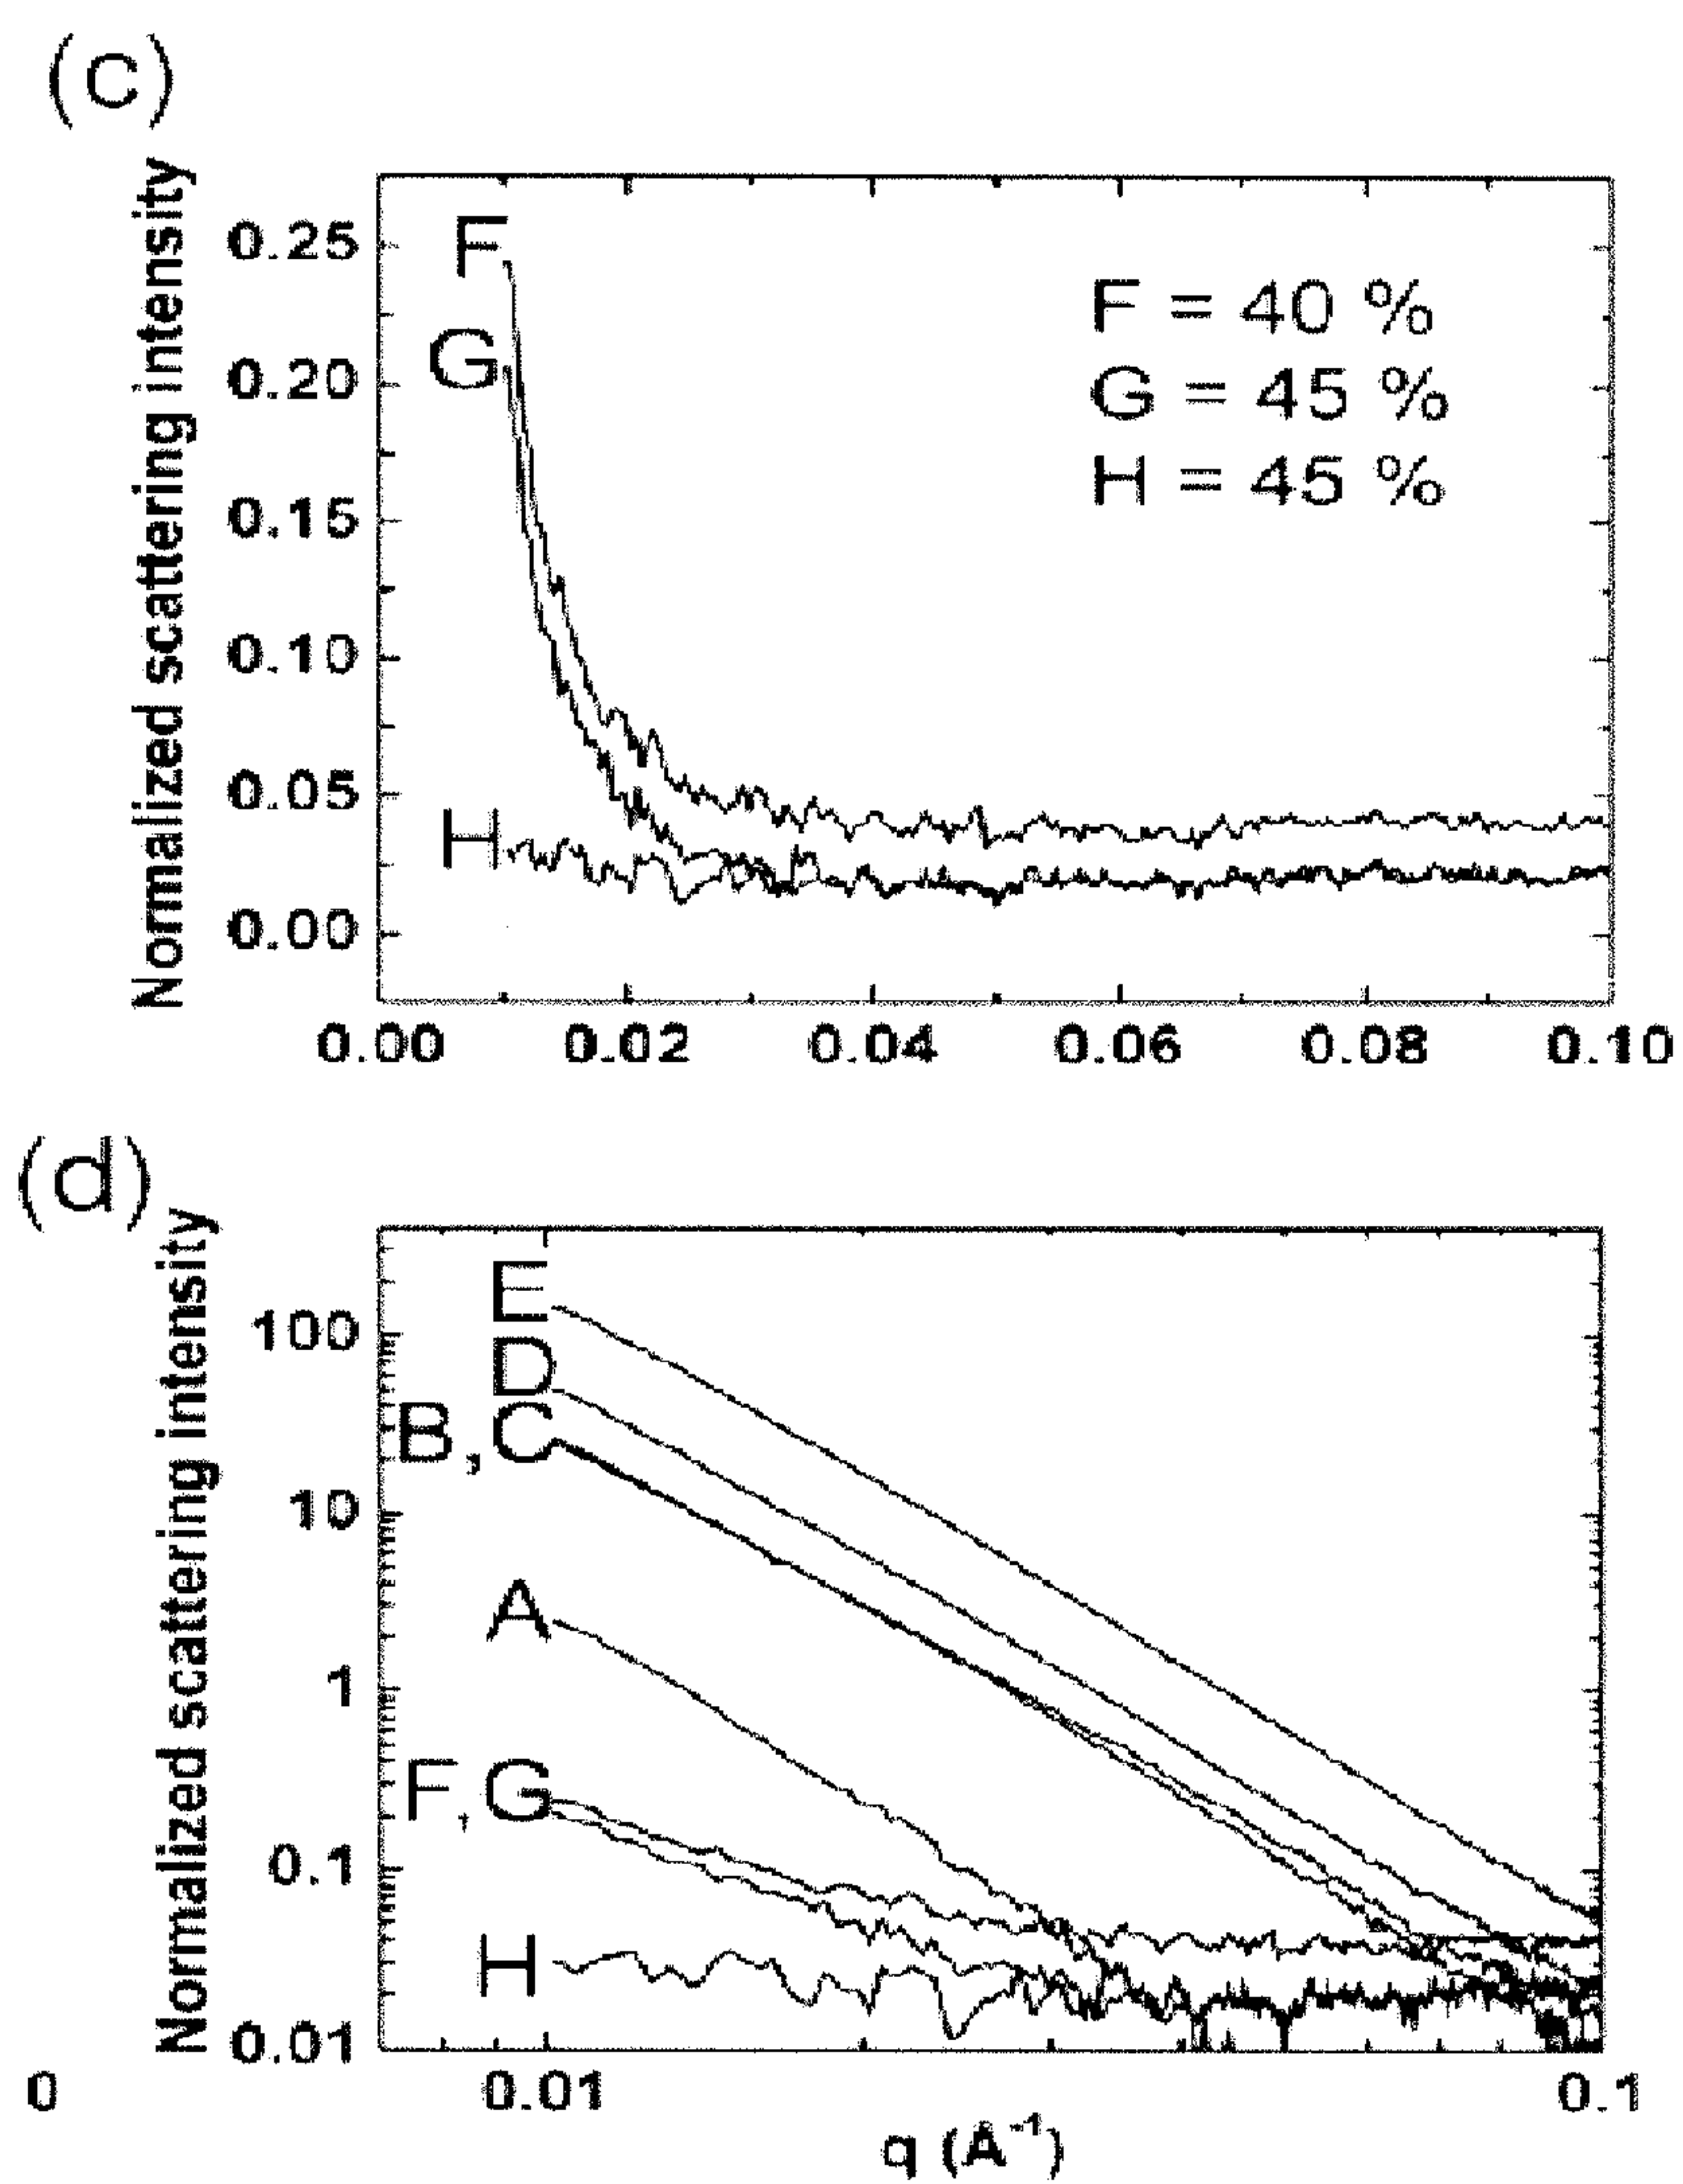 (c)
Normalized scattering intensity
0.25
0.20
0.15
0.10
0.05
0.00
F
G
H
F = 40 %
G = 45 %
H = 45 %
0.00 0.02 0.04 0.06 0.08 0.10
(d)
Normalized scattering intensity
100
10
1
0.1
0.01
E
D
B,C
A
F,G
H
0 0.01 0.1
q (Å⁻¹)